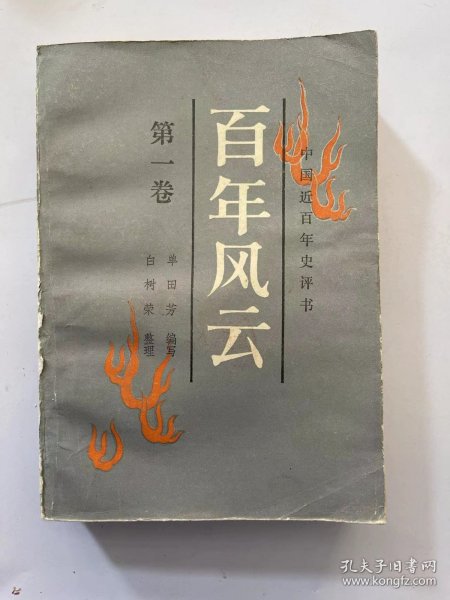 中国近百年史评书
百年风云
第一卷
单田芳 编写
白树荣 整理
孔夫子旧书网
www.kongfz.com